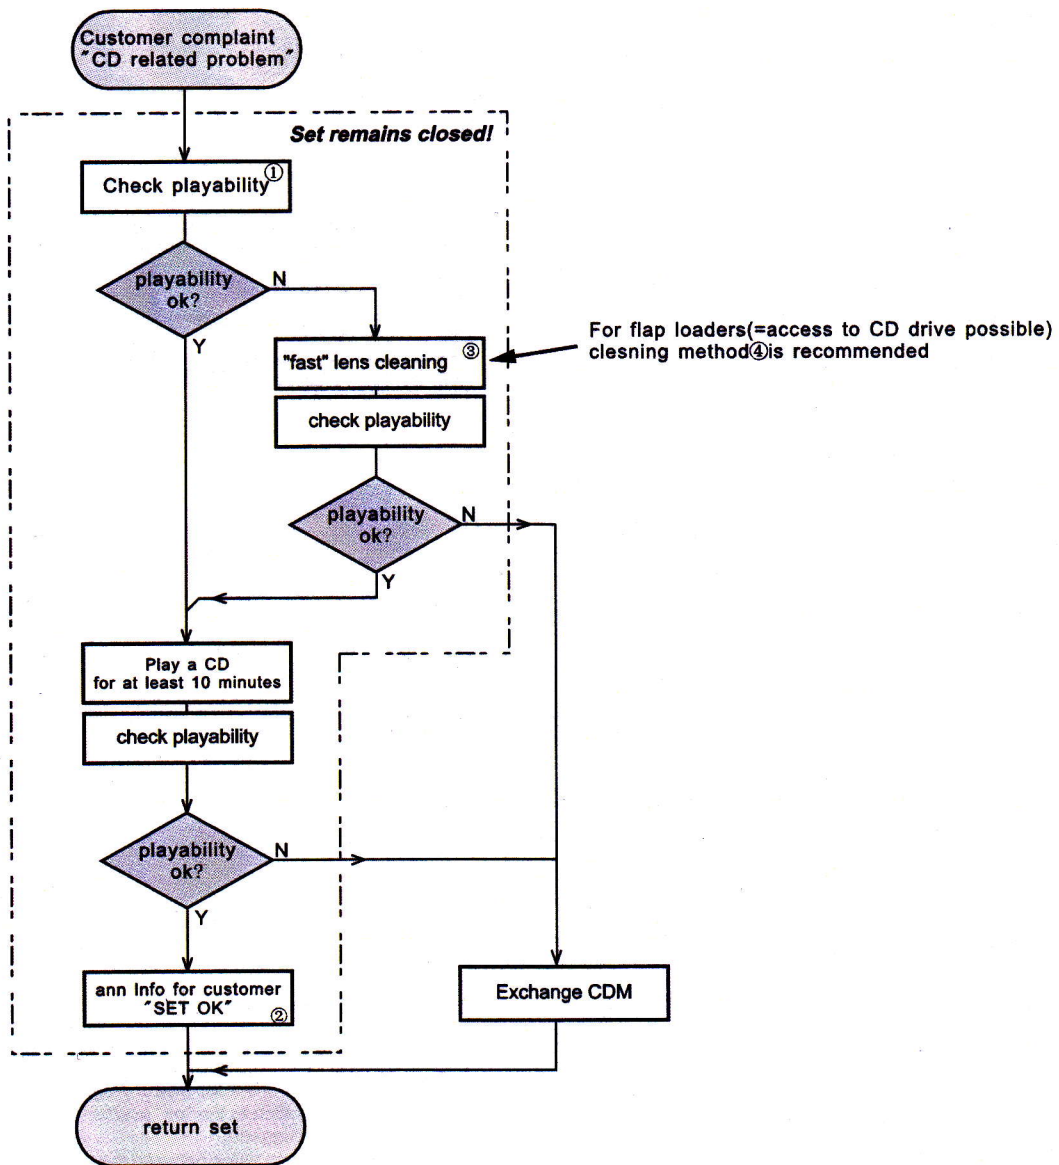 Customer complaint
"CD related problem"
Set remains closed!
Check playability①
playability
ok?
N
Y
"fast" lens cleaning ③
check playability
For flap loaders(=access to CD drive possible)
clesning method④is recommended
playability
ok?
N
Y
Play a CD
for at least 10 minutes
check playability
playability
ok?
N
Y
ann Info for customer
"SET OK" ②
Exchange CDM
return set